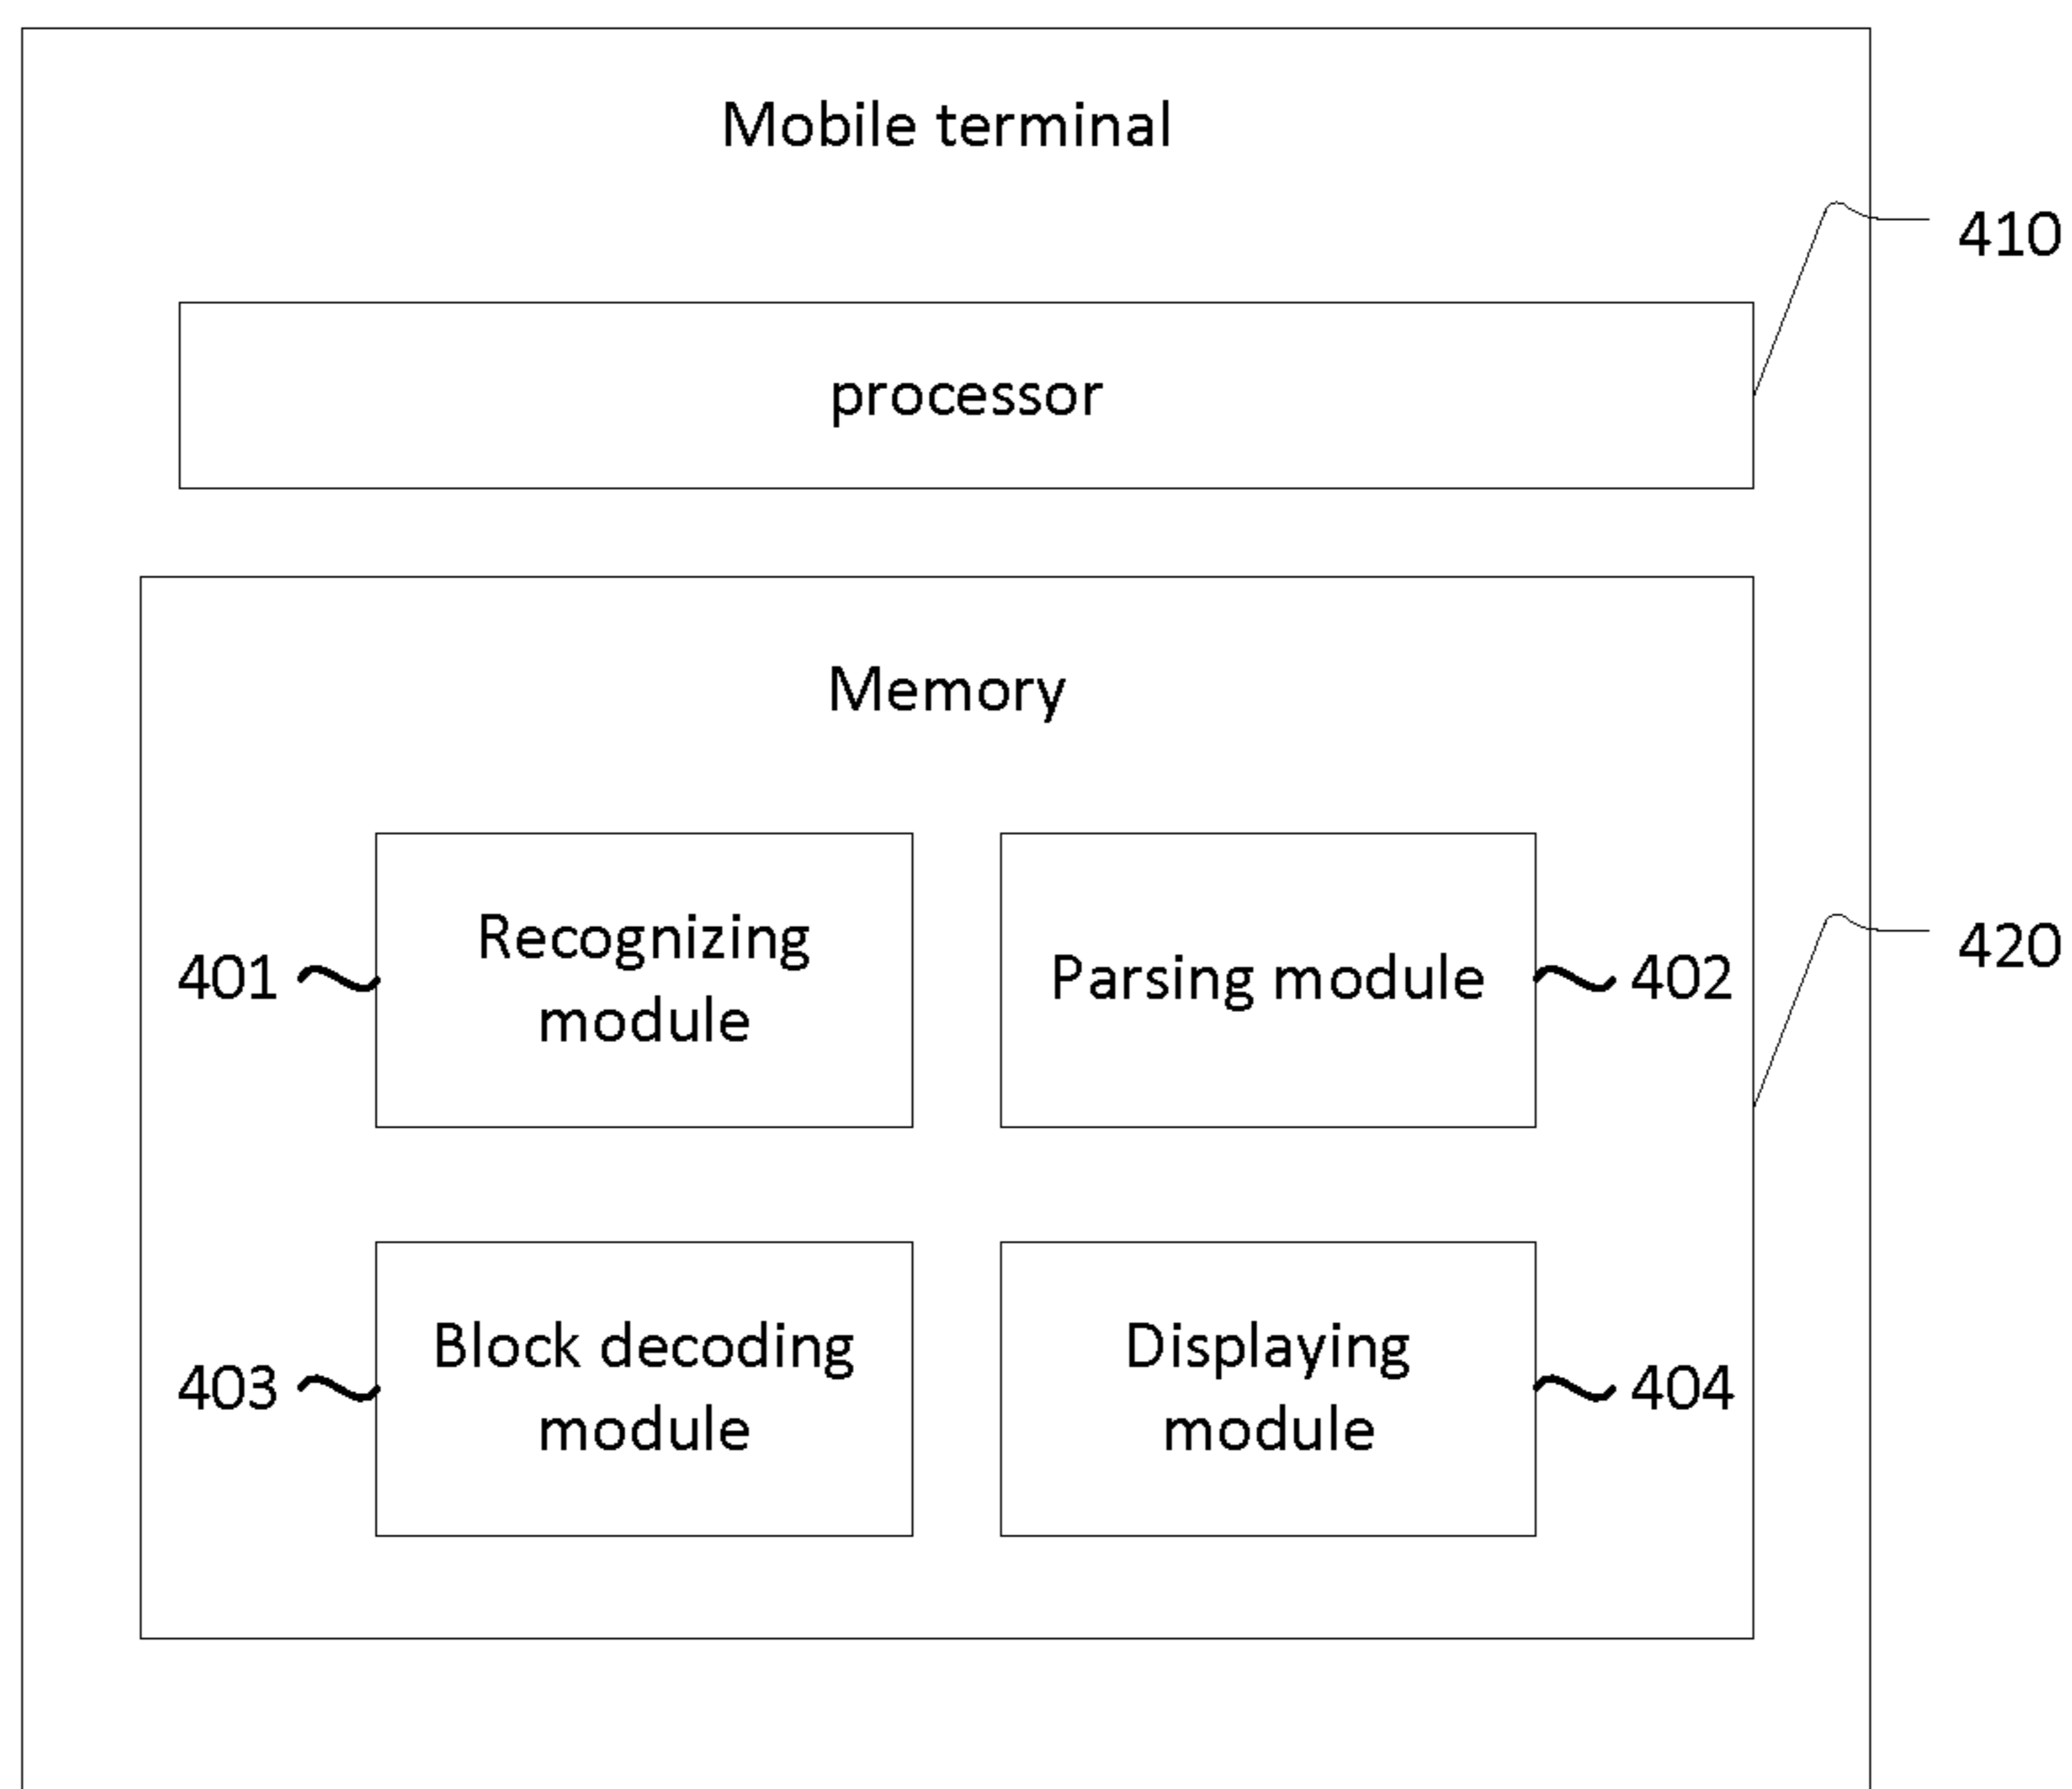 Mobile terminal
410
processor
Memory
420
401
Recognizing
module
Parsing module
402
403
Block decoding
module
Displaying
module
404